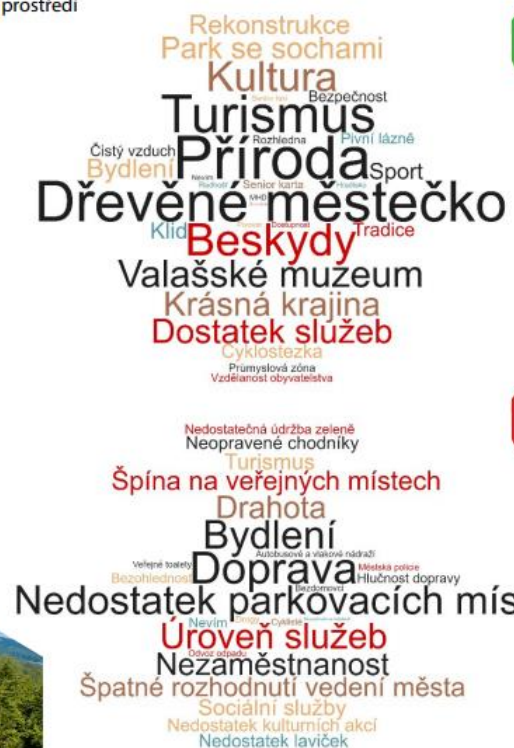 prostředí
Rekonstrukce
Park se sochami
Kultura
Bezpečnost
Turismus
Rozhledna
Pivní lázně
Čistý vzduch
Příroda
Sport
Bydlení
Nevím
Senior karta
MHD
Dřevěné městečko
Klid
Dostupnost
Beskydy
Tradice
Valašské muzeum
Krásná krajina
Dostatek služeb
Cyklostezka
Průmyslová zóna
Vzdělanost obyvatelstva
Nedostatečná údržba zeleně
Neopravené chodníky
Turismus
Špína na veřejných místech
Drahota
Bydlení
Autobusové a vlakové nádraží
Veřejné toalety
Doprava
Městská policie
Bezohlednost
Hlučnost dopravy
Bezdomovci
Nedostatek parkovacích mís
Nevím
Drogy
Cyklisté
Úroveň služeb
Odvoz odpadu
Nezaměstnanost
Špatné rozhodnutí vedení města
Sociální služby
Nedostatek kulturních akcí
Nedostatek laviček